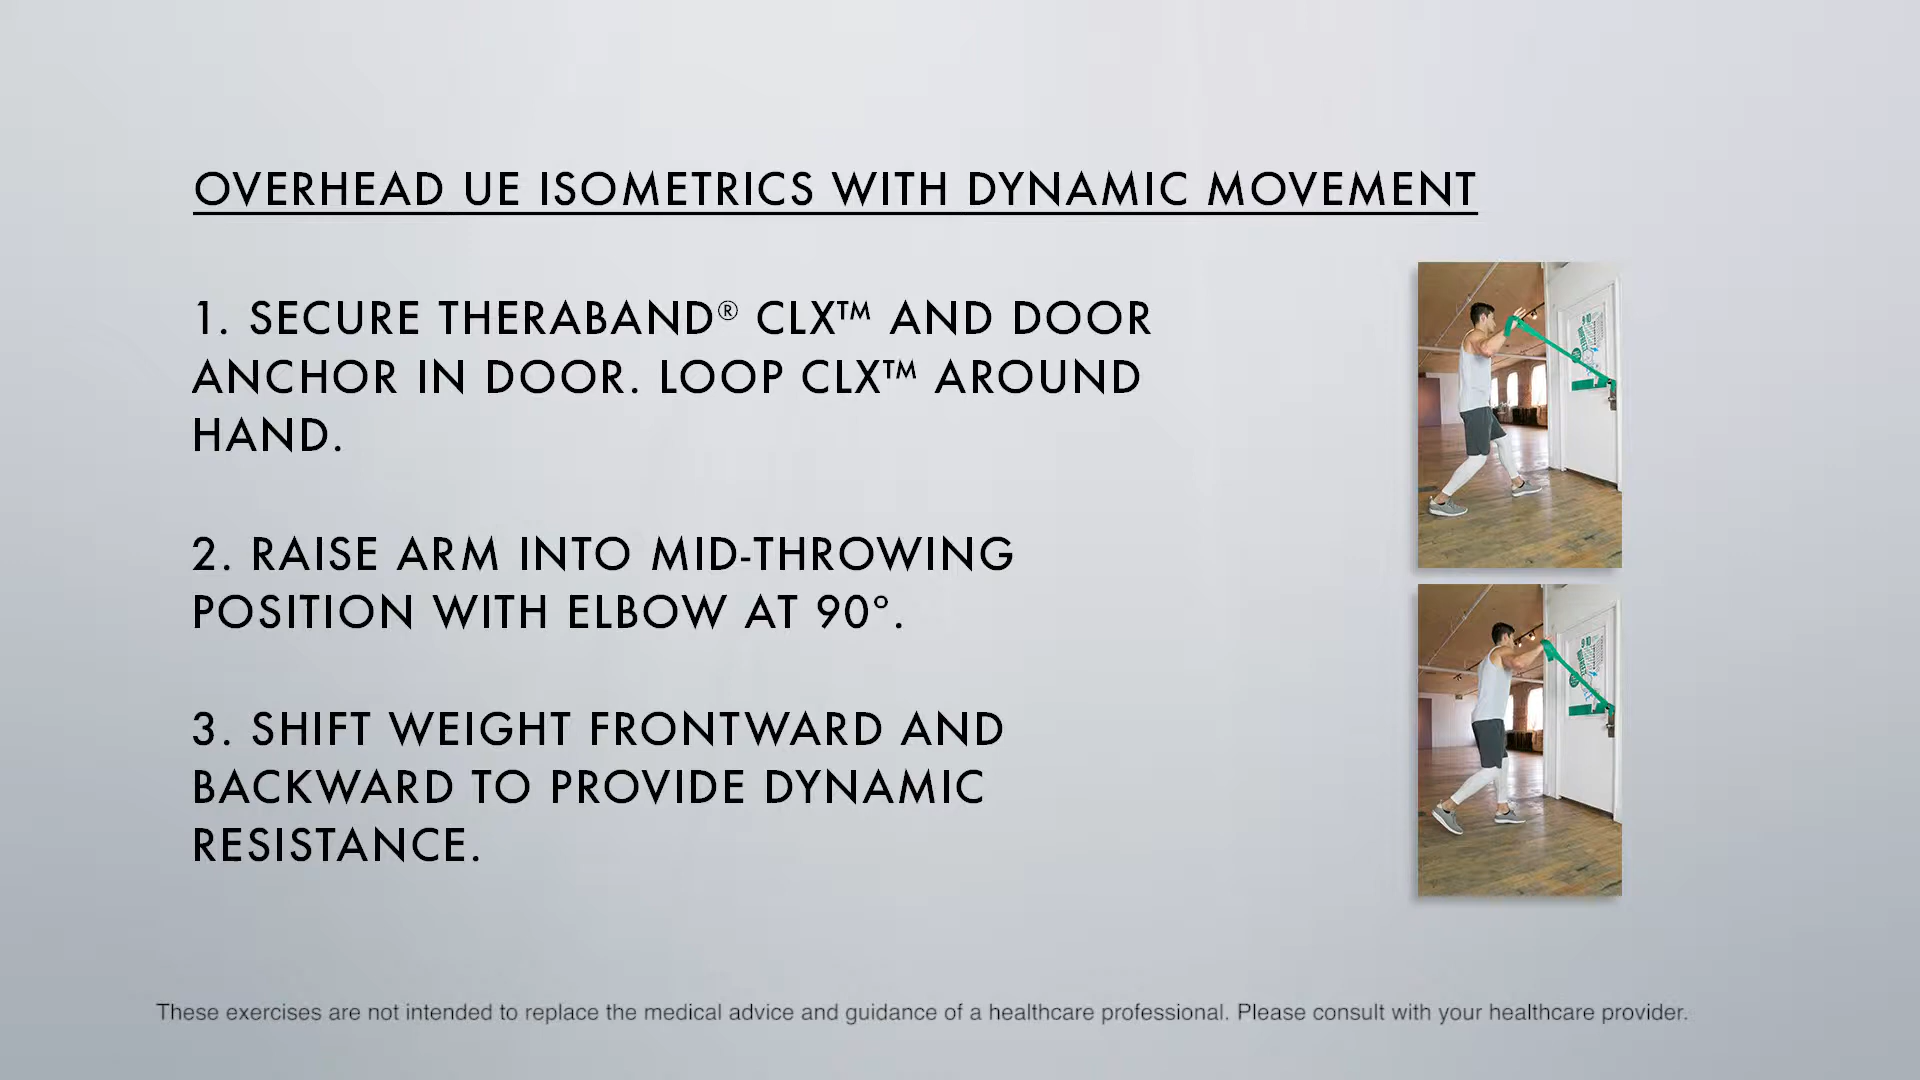 OVERHEAD UE ISOMETRICS WITH DYNAMIC MOVEMENT
1. SECURE THERABAND® CLX™ AND DOOR
ANCHOR IN DOOR. LOOP CLX™ AROUND
HAND.
2. RAISE ARM INTO MID-THROWING
POSITION WITH ELBOW AT 90°.
3. SHIFT WEIGHT FRONTWARD AND
BACKWARD TO PROVIDE DYNAMIC
RESISTANCE.
These exercises are not intended to replace the medical advice and guidance of a healthcare professional. Please consult with your healthcare provider.